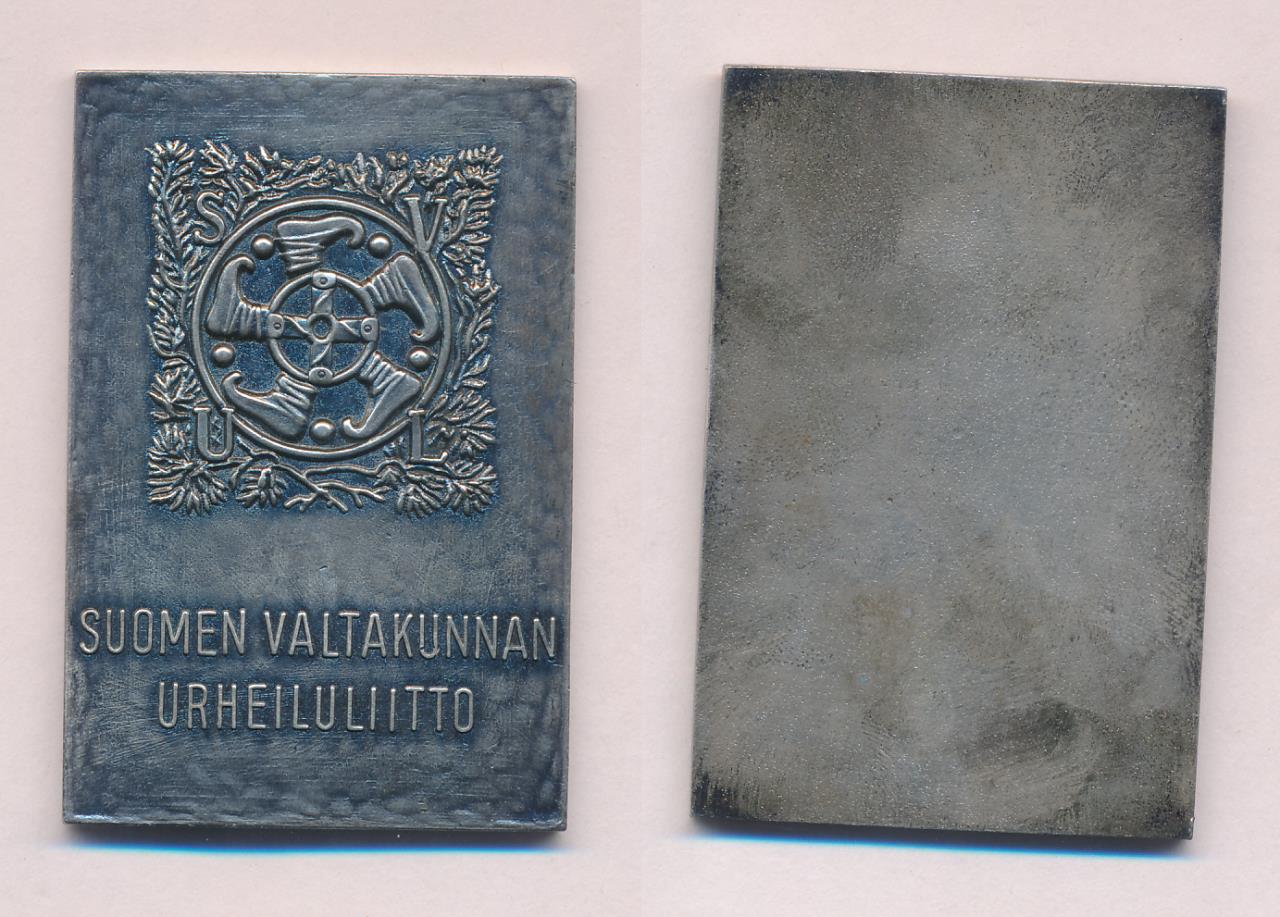 S V
U L
SUOMEN VALTAKUNNAN
URHEILULIITTO